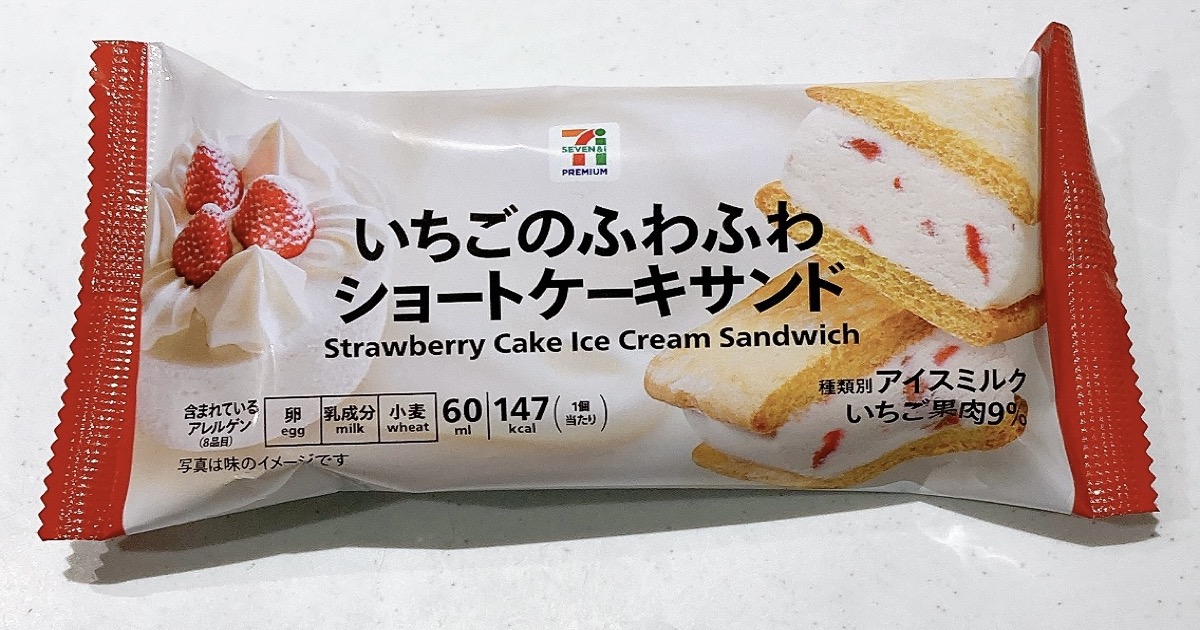 7i
SEVEN&i
PREMIUM
いちごのふわふわ
ショートケーキサンド
Strawberry Cake Ice Cream Sandwich
種類別 アイスミルク
いちご果肉9%
含まれている
アレルゲン
(8品目)
卵
egg
乳成分
milk
小麦
wheat
60
ml
147
kcal
(1個
当たり)
写真は味のイメージです